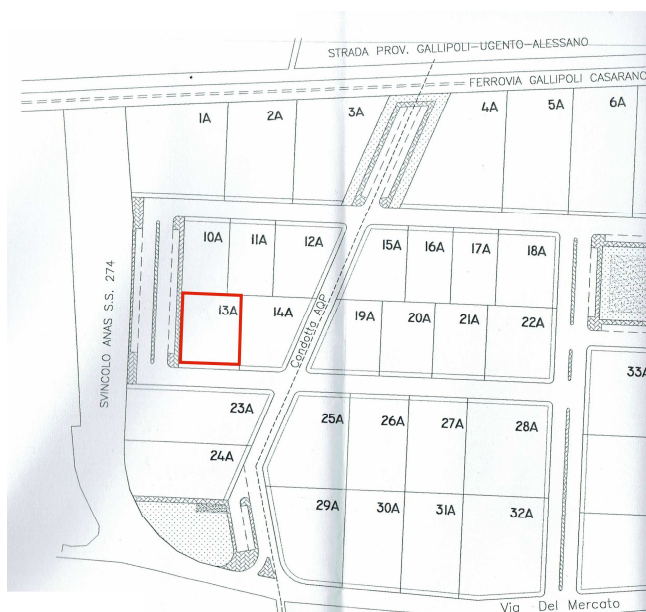 STRADA PROV. GALLIPOLI-UGENTO-ALESSANO
FERROVIA GALLIPOLI CASARANO
1A
2A
3A
4A
5A
6A
10A
11A
12A
15A
16A
17A
18A
13A
14A
19A
20A
21A
22A
SVINCOLO ANAS S.S. 274
condotta AQP
33A
23A
24A
25A
26A
27A
28A
29A
30A
31A
32A
Via Del Mercato